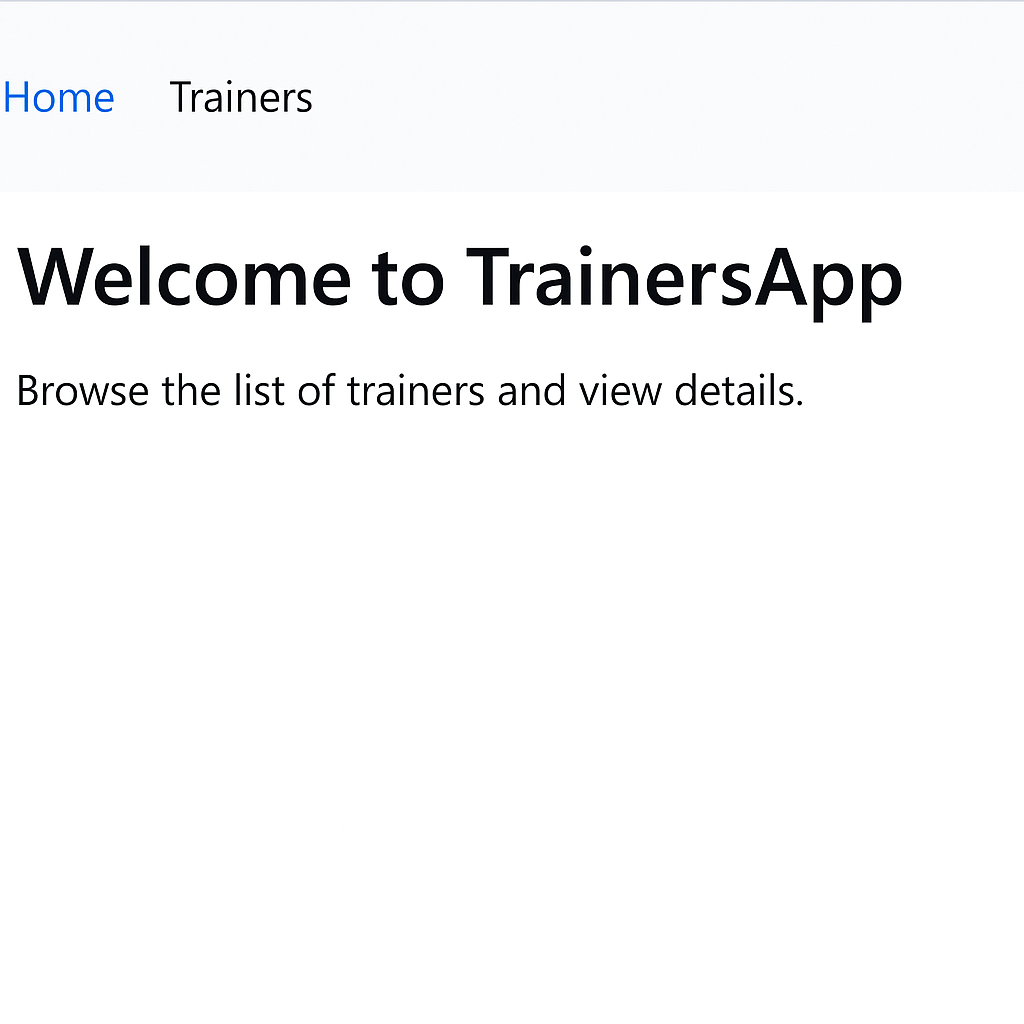 Home Trainers
Welcome to TrainersApp
Browse the list of trainers and view details.